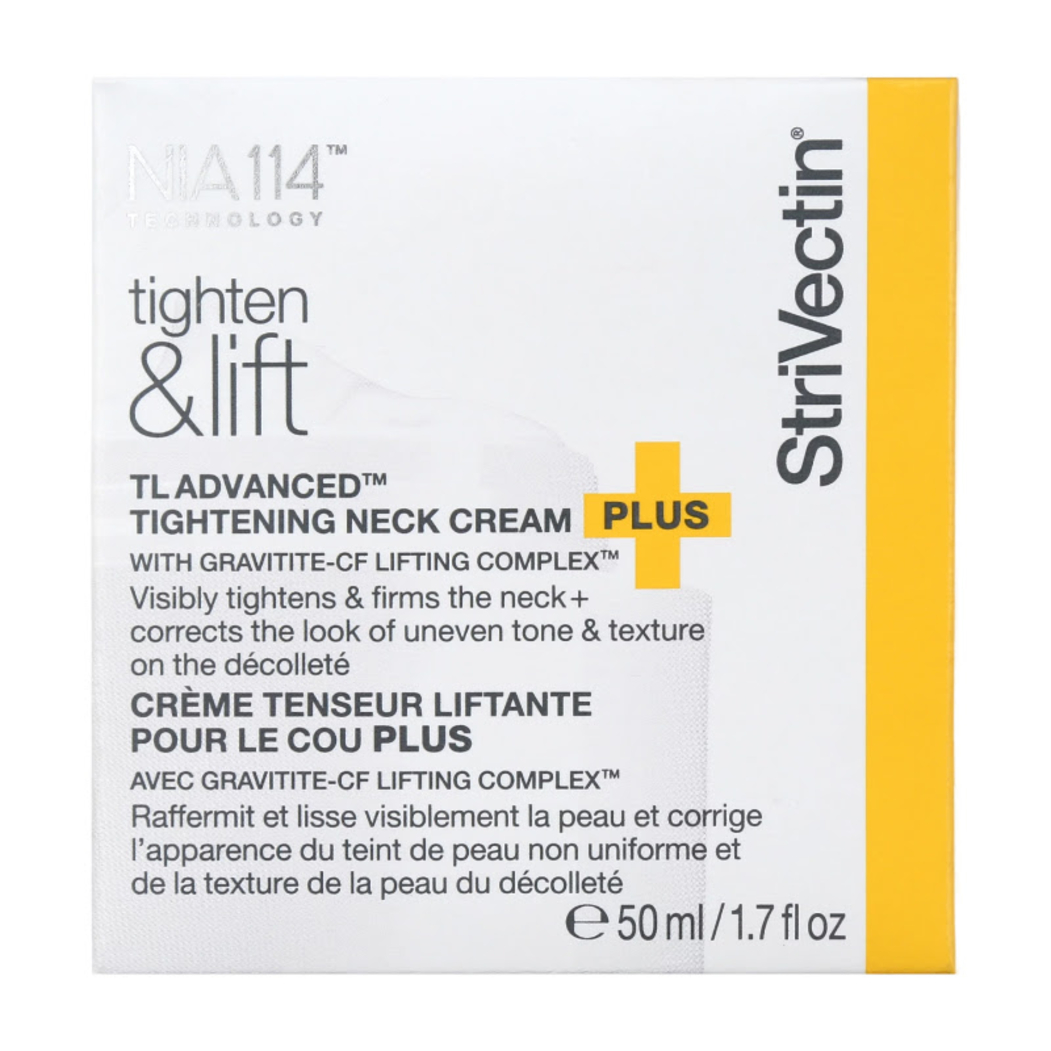 NIA114™
TECHNOLOGY
tighten
&lift
StriVectin®
TL ADVANCED™
TIGHTENING NECK CREAM PLUS
WITH GRAVITITE-CF LIFTING COMPLEX™
Visibly tightens & firms the neck+
corrects the look of uneven tone & texture
on the décolleté
CRÈME TENSEUR LIFTANTE
POUR LE COU PLUS
AVEC GRAVITITE-CF LIFTING COMPLEX™
Raffermit et lisse visiblement la peau et corrige
l'apparence du teint de peau non uniforme et
de la texture de la peau du décolleté
℮ 50 ml / 1.7 fl oz